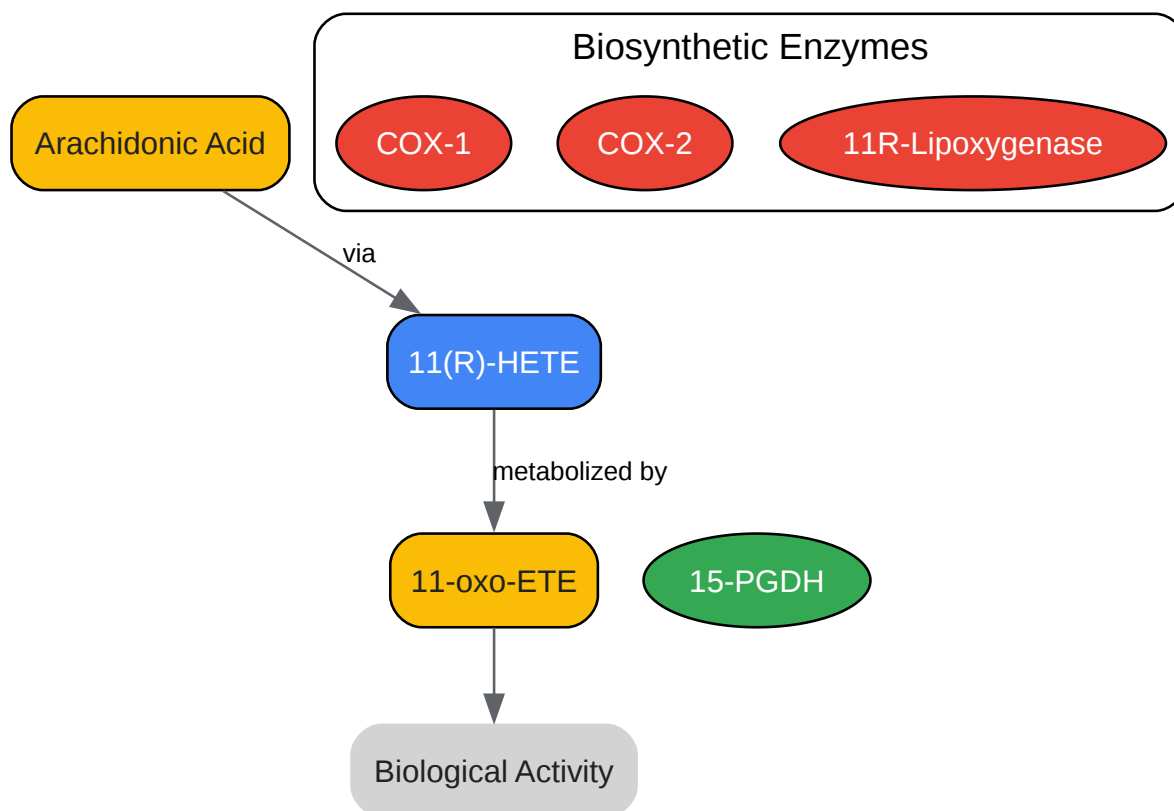 Biosynthetic Enzymes
Arachidonic Acid
COX-1
COX-2
11R-Lipoxygenase
via
11(R)-HETE
metabolized by
11-oxo-ETE
15-PGDH
Biological Activity